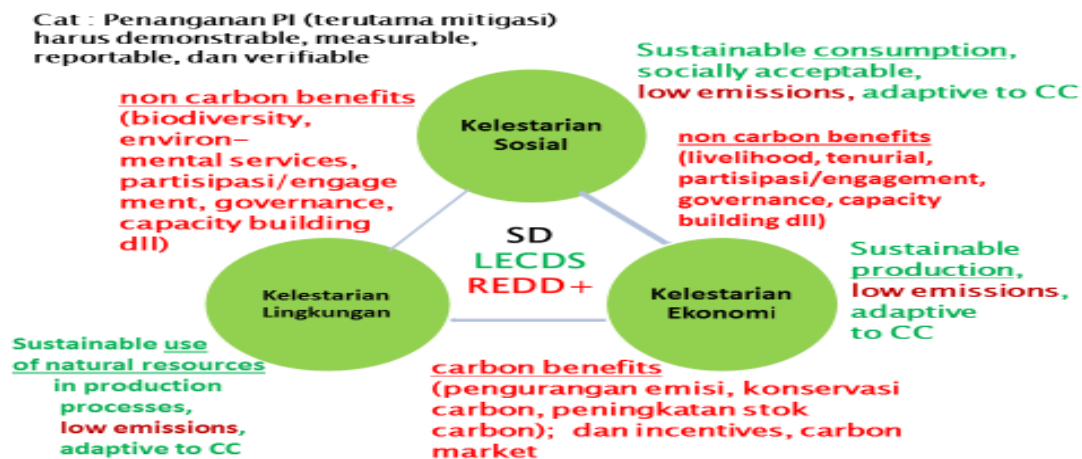 Cat : Penanganan PI (terutama mitigasi)
harus demonstrable, measurable,
reportable, dan verifiable
Sustainable consumption,
socially acceptable,
low emissions, adaptive to CC
non carbon benefits
(biodiversity,
environ-
mental services,
partisipasi/engage
ment, governance,
capacity building
dll)
Kelestarian
Sosial
non carbon benefits
(livelihood, tenurial,
partisipasi/engagement,
governance, capacity
building dll)
SD
LECDS
REDD+
Kelestarian
Lingkungan
Kelestarian
Ekonomi
Sustainable
production,
low emissions,
adaptive
to CC
Sustainable use
of natural resources
in production
processes,
low emissions,
adaptive to CC
carbon benefits
(pengurangan emisi, konservasi
carbon, peningkatan stok
carbon); dan incentives, carbon
market